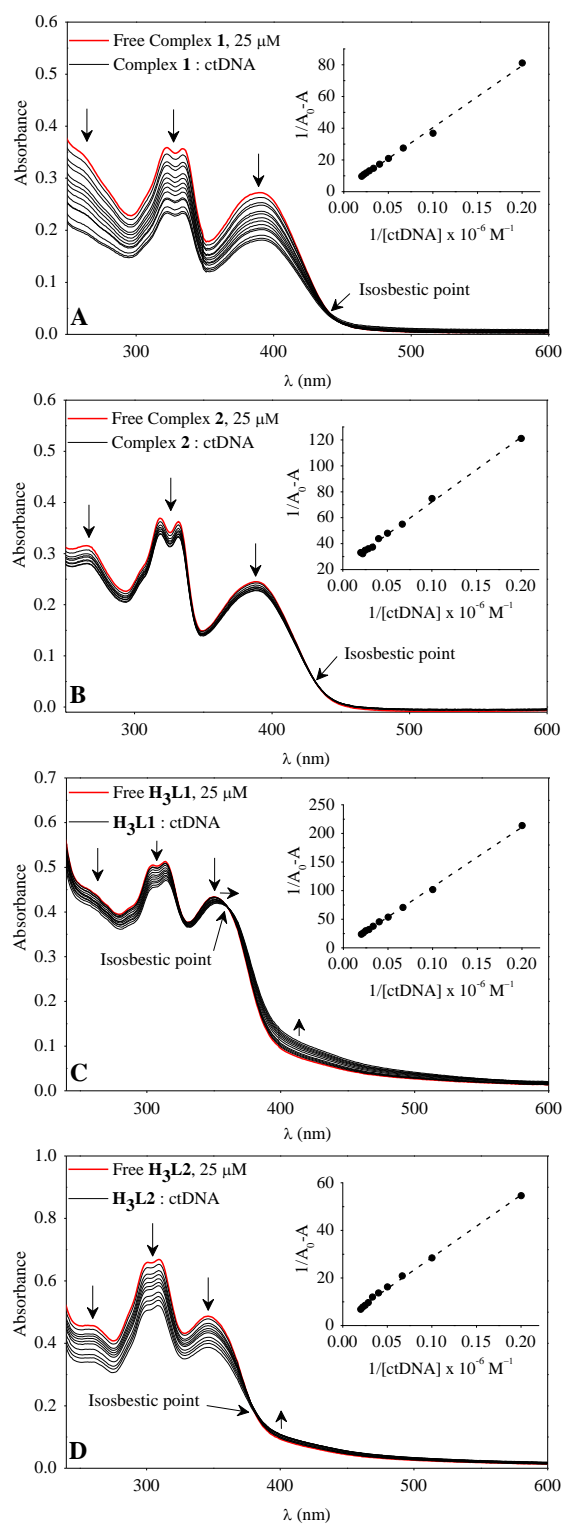 Free Complex 1, 25 μM
Complex 1 : ctDNA
Absorbance
0.6
0.5
0.4
0.3
0.2
0.1
0.0
300
400
500
600
λ (nm)
Isosbestic point
A
1/A0-A
80
60
40
20
0
0.00
0.05
0.10
0.15
0.20
1/[ctDNA] x 10⁻⁶ M⁻¹
Free Complex 2, 25 μM
Complex 2 : ctDNA
Absorbance
0.6
0.5
0.4
0.3
0.2
0.1
0.0
300
400
500
600
λ (nm)
Isosbestic point
B
1/A0-A
120
100
80
60
40
20
0.00
0.05
0.10
0.15
0.20
1/[ctDNA] x 10⁻⁶ M⁻¹
Free H3L1, 25 μM
H3L1 : ctDNA
Absorbance
0.7
0.6
0.5
0.4
0.3
0.2
0.1
0.0
300
400
500
600
λ (nm)
Isosbestic point
C
1/A0-A
250
200
150
100
50
0
0.00
0.05
0.10
0.15
0.20
1/[ctDNA] x 10⁻⁶ M⁻¹
Free H3L2, 25 μM
H3L2 : ctDNA
Absorbance
1.0
0.8
0.6
0.4
0.2
0.0
300
400
500
600
λ (nm)
Isosbestic point
D
1/A0-A
60
40
20
0
0.00
0.05
0.10
0.15
0.20
1/[ctDNA] x 10⁻⁶ M⁻¹